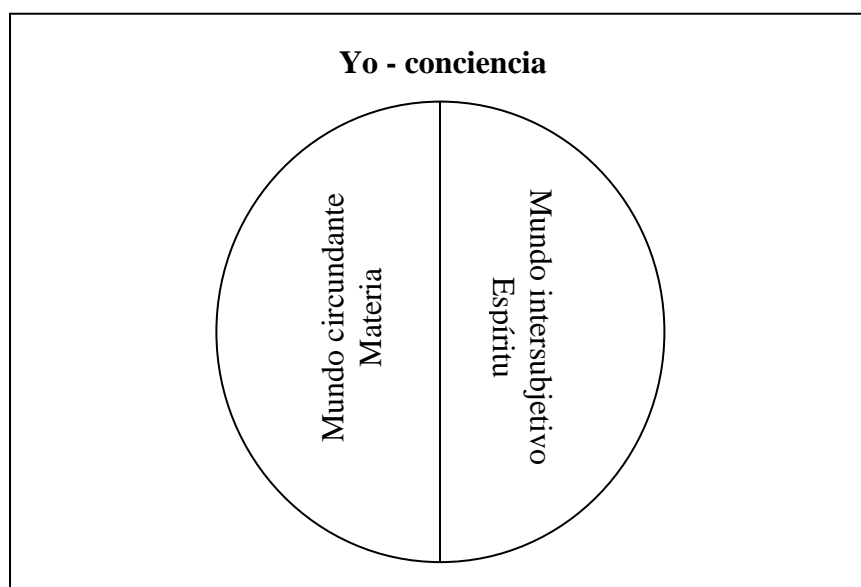 Yo - conciencia
Mundo circundante
Materia
Mundo intersubjetivo
Espíritu